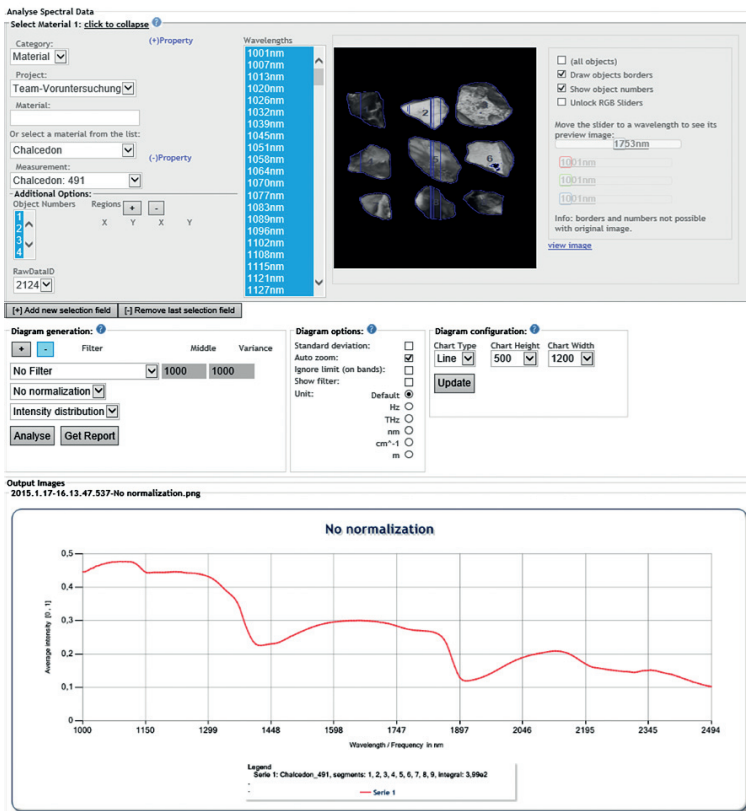 Analyse Spectral Data
Select Material 1: click to collapse ?
Category:
Material
(+)Property
Project:
Team-Voruntersuchung
Material:
Or select a material from the list:
Chalcedon
(-)Property
Measurement:
Chalcedon: 491
Additional Options:
Object Numbers Regions + -
X Y X Y
1
2
3
4
RawDataID
2124
Wavelengths
1001nm
1007nm
1013nm
1020nm
1026nm
1032nm
1039nm
1045nm
1051nm
1058nm
1064nm
1070nm
1077nm
1083nm
1089nm
1096nm
1102nm
1108nm
1115nm
1121nm
1127nm
2
5
6
(all objects)
Draw objects borders
Show object numbers
Unlock RGB Sliders
Move the slider to a wavelength to see its
preview image:
1753nm
1001nm
1001nm
1001nm
Info: borders and numbers not possible
with original image.
view image
[+] Add new selection field [-] Remove last selection field
Diagram generation: ?
+ - Filter Middle Variance
No Filter 1000 1000
No normalization
Intensity distribution
Analyse Get Report
Diagram options: ?
Standard deviation:
Auto zoom:
Ignore limit (on bands):
Show filter:
Unit: Default
Hz
THz
nm
cm^-1
m
Diagram configuration: ?
Chart Type Chart Height Chart Width
Line 500 1200
Update
Output Images
2015.1.17-16.13.47.537-No normalization.png
No normalization
Average intensity [0 . 1]
0,5
0,4
0,3
0,2
0,1
0
1000 1150 1299 1448 1598 1747 1897 2046 2195 2345 2494
Wavelength / Frequency in nm
Legend
Serie 1: Chalcedon_491, segments: 1, 2, 3, 4, 5, 6, 7, 8, 9, integral: 3,99e2
Serie 1